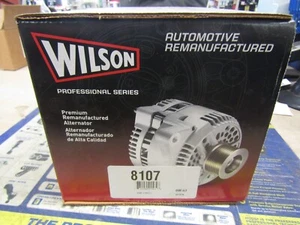 WILSON
AUTOMOTIVE
REMANUFACTURED
PROFESSIONAL SERIES
Premium
Remanufactured
Alternator
Alternador
Remanufacturado
de Alta Calidad
8107